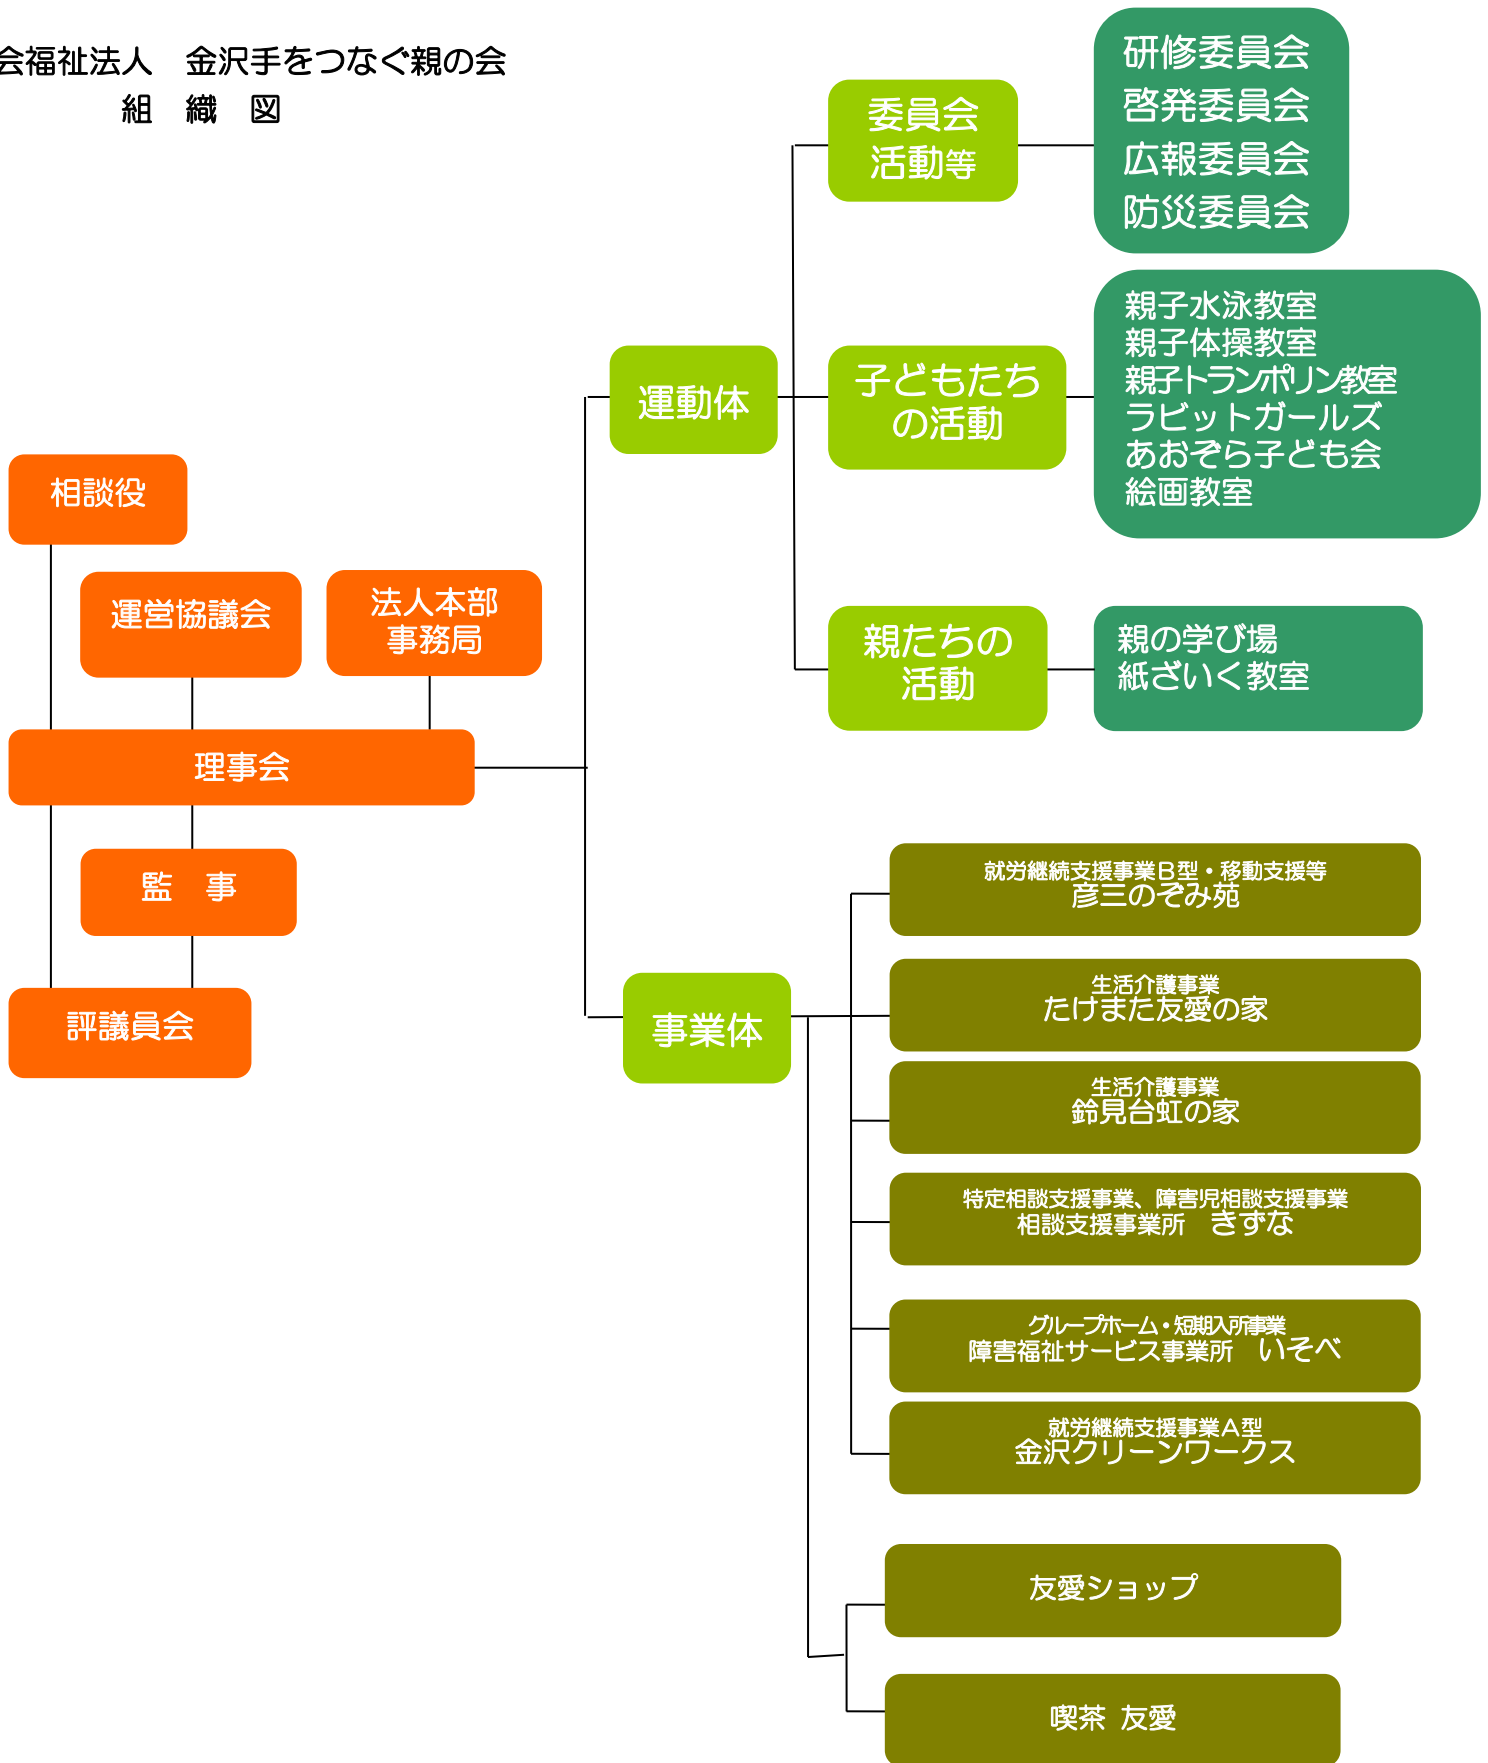 会福祉法人　金沢手をつなぐ親の会
組　織　図
委員会
活動等
研修委員会
啓発委員会
広報委員会
防災委員会
運動体
子どもたち
の活動
親子水泳教室
親子体操教室
親子トランポリン教室
ラビットガールズ
あおぞら子ども会
絵画教室
親たちの
活動
親の学び場
紙ざいく教室
相談役
運営協議会
法人本部
事務局
理事会
監　事
評議員会
事業体
就労継続支援事業Ｂ型・移動支援等
彦三のぞみ苑
生活介護事業
たけまた友愛の家
生活介護事業
鈴見台虹の家
特定相談支援事業、障害児相談支援事業
相談支援事業所　きずな
グループホーム・短期入所事業
障害福祉サービス事業所　いそべ
就労継続支援事業Ａ型
金沢クリーンワークス
友愛ショップ
喫茶 友愛